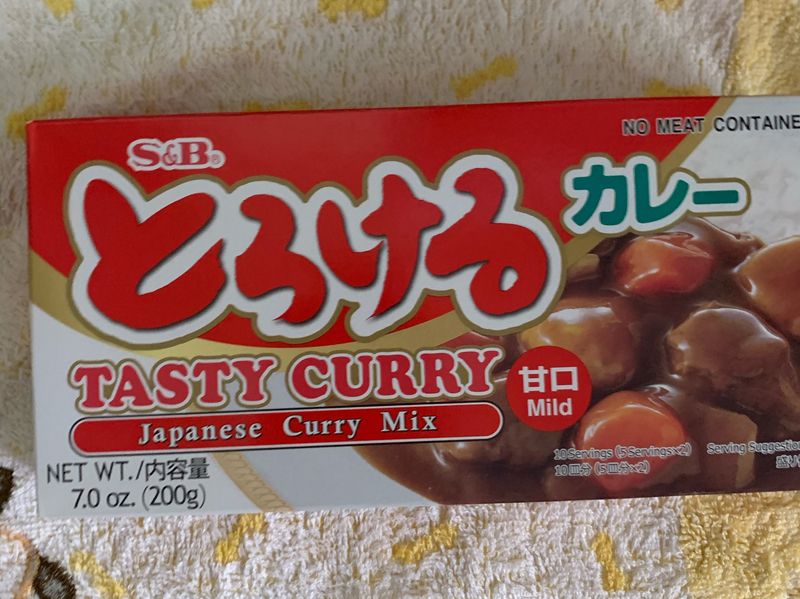 NO MEAT CONTAINE
S&B®
とろける
カレー
TASTY CURRY
甘口
Mild
Japanese Curry Mix
10 Servings (5 Servings×2)
10皿分 (5皿分×2)
Serving Suggestion
盛り
NET WT./内容量
7.0 oz. (200g)